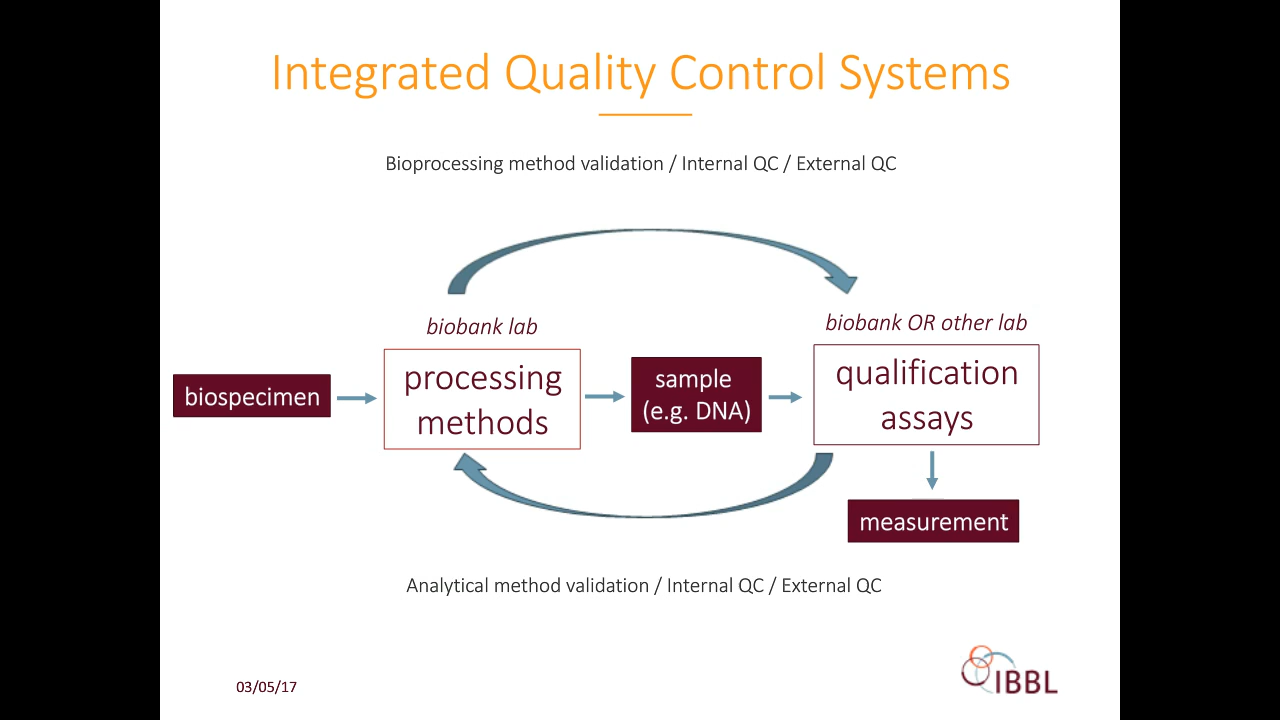 Integrated Quality Control Systems
Bioprocessing method validation / Internal QC / External QC
biobank lab
biobank OR other lab
biospecimen
processing
methods
sample
(e.g. DNA)
qualification
assays
measurement
Analytical method validation / Internal QC / External QC
03/05/17
IBBL